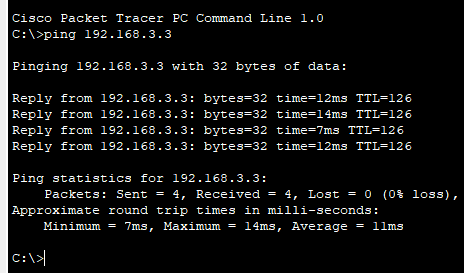 Cisco Packet Tracer PC Command Line 1.0
C:\>ping 192.168.3.3
Pinging 192.168.3.3 with 32 bytes of data:
Reply from 192.168.3.3: bytes=32 time=12ms TTL=126
Reply from 192.168.3.3: bytes=32 time=14ms TTL=126
Reply from 192.168.3.3: bytes=32 time=7ms TTL=126
Reply from 192.168.3.3: bytes=32 time=12ms TTL=126
Ping statistics for 192.168.3.3:
    Packets: Sent = 4, Received = 4, Lost = 0 (0% loss),
Approximate round trip times in milli-seconds:
    Minimum = 7ms, Maximum = 14ms, Average = 11ms
C:\>